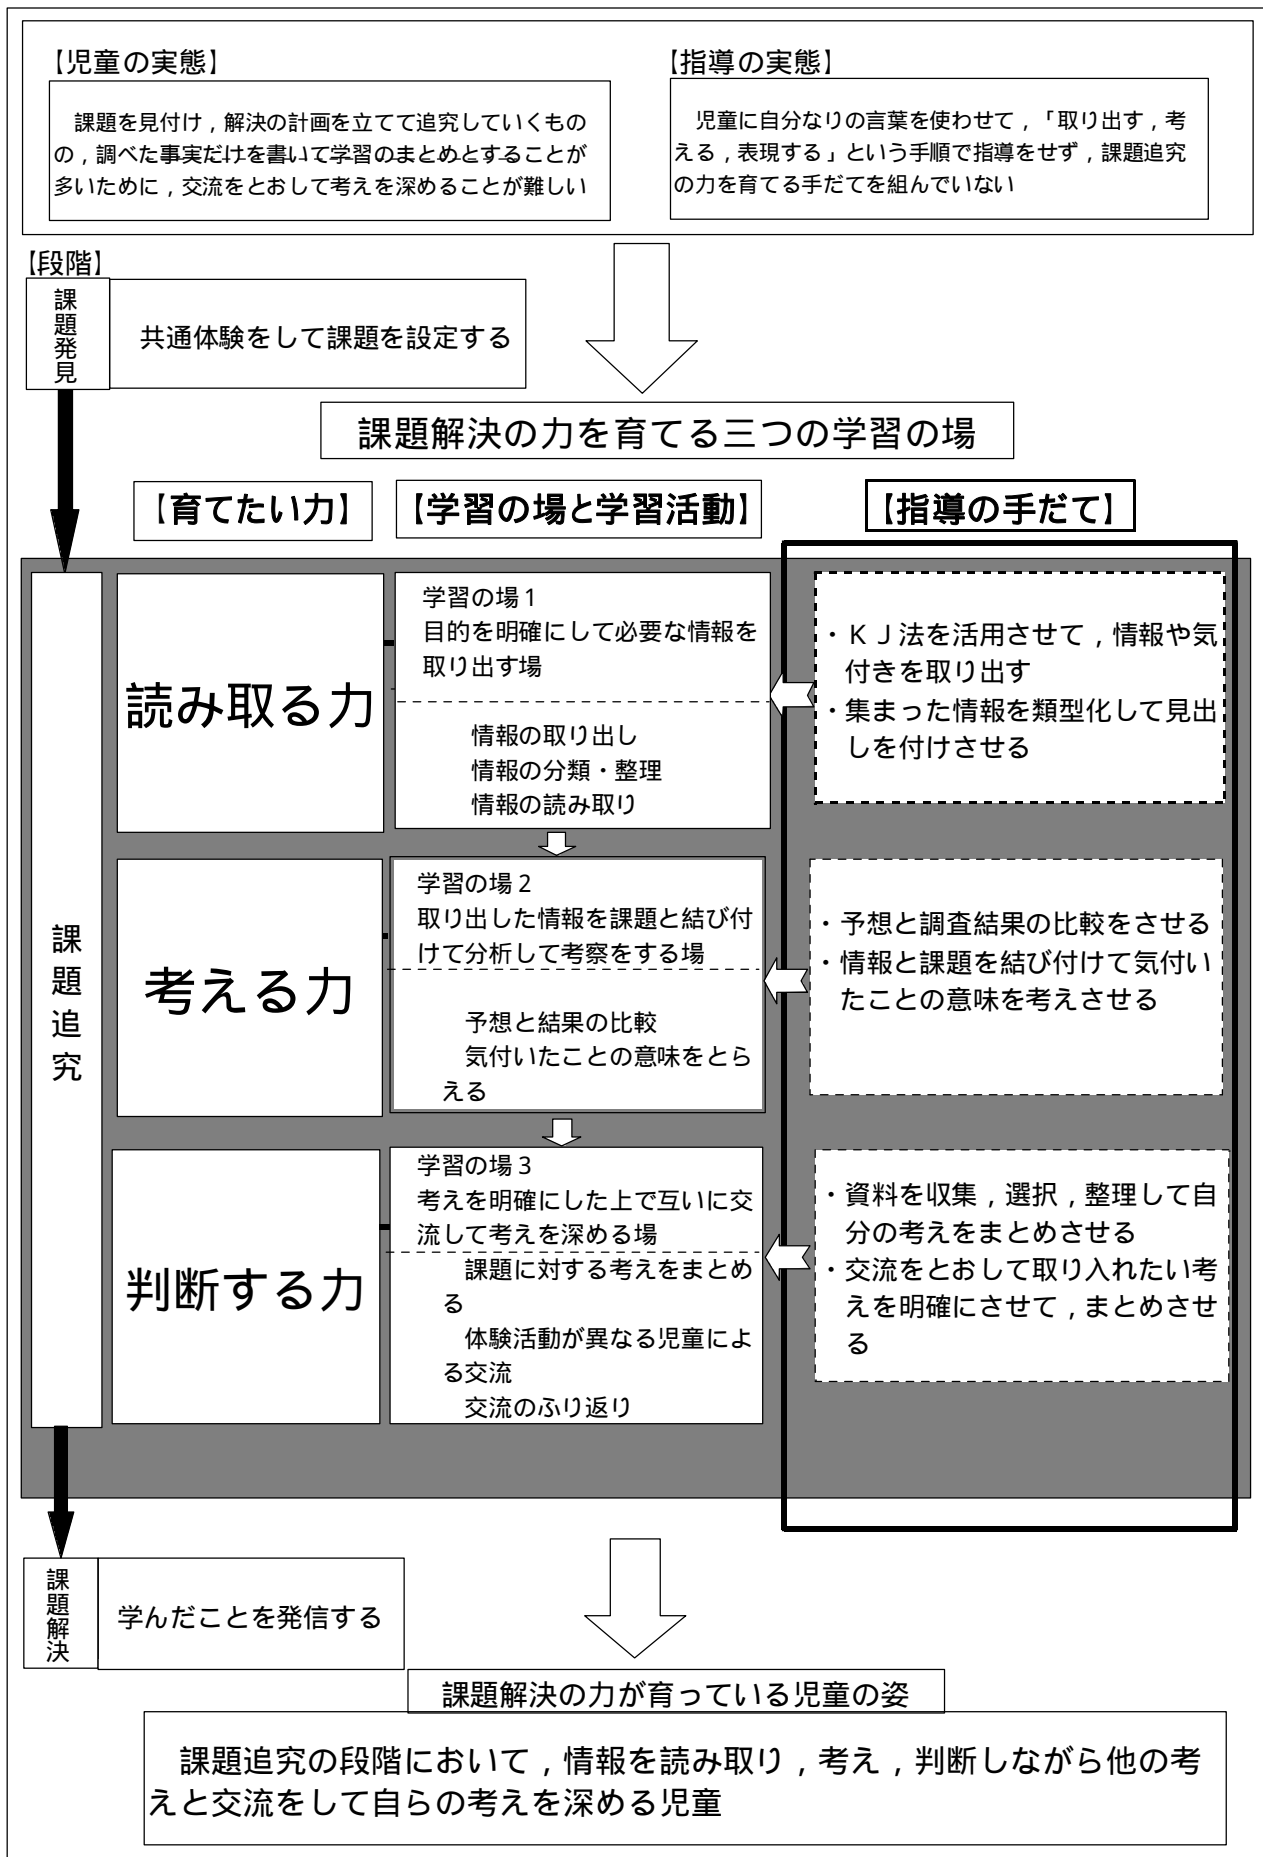 【児童の実態】
課題を見付け,解決の計画を立てて追究していくもの
の,調べた事実だけを書いて学習のまとめとすることが
多いために,交流をとおして考えを深めることが難しい
【指導の実態】
児童に自分なりの言葉を使わせて,「取り出す,考
える,表現する」という手順で指導をせず,課題追究
の力を育てる手だてを組んでいない
【段階】
課題発見
共通体験をして課題を設定する
課題解決の力を育てる三つの学習の場
【育てたい力】
【学習の場と学習活動】
【指導の手だて】
課題追究
読み取る力
学習の場1
目的を明確にして必要な情報を
取り出す場
情報の取り出し
情報の分類・整理
情報の読み取り
・KJ法を活用させて,情報や気
付きを取り出す
・集まった情報を類型化して見出
しを付けさせる
考える力
学習の場2
取り出した情報を課題と結び付
けて分析して考察をする場
予想と結果の比較
気付いたことの意味をとら
える
・予想と調査結果の比較をさせる
・情報と課題を結び付けて気付い
たことの意味を考えさせる
判断する力
学習の場3
考えを明確にした上で互いに交
流して考えを深める場
課題に対する考えをまとめ
る
体験活動が異なる児童によ
る交流
交流のふり返り
・資料を収集,選択,整理して自
分の考えをまとめさせる
・交流をとおして取り入れたい考
えを明確にさせて,まとめさせ
る
課題解決
学んだことを発信する
課題解決の力が育っている児童の姿
課題追究の段階において,情報を読み取り,考え,判断しながら他の考
えと交流をして自らの考えを深める児童